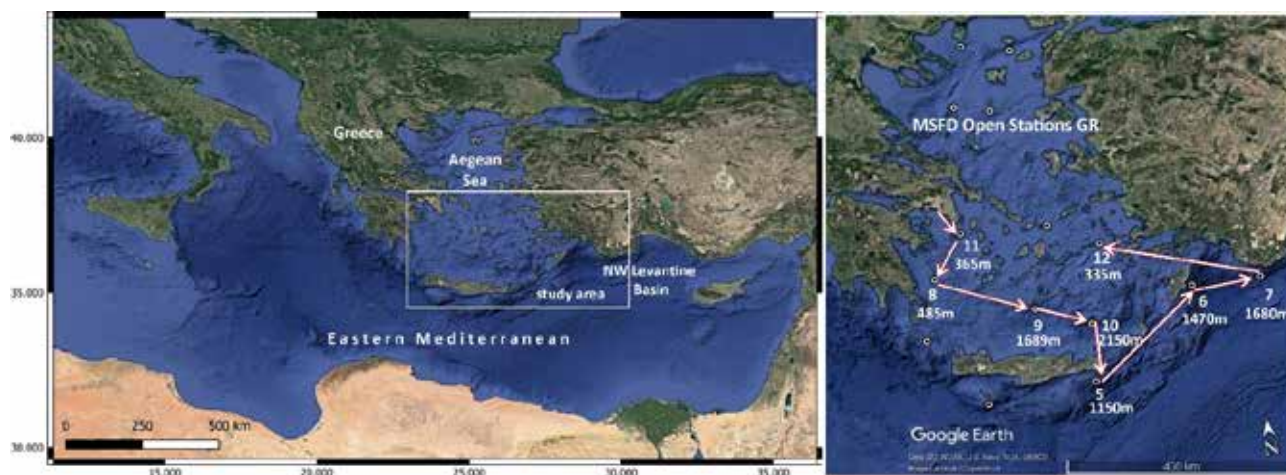 40.000
35.000
30.000
Greece
Aegean
Sea
NW Levantine
Basin
study area
Eastern Mediterranean
0 250 500 km
15.000 20.000 25.000 30.000 35.000
MSFD Open Stations GR
11
365m
12
335m
8
485m
9
1689m
10
2150m
6
1470m
7
1680m
5
1150m
Google Earth
N